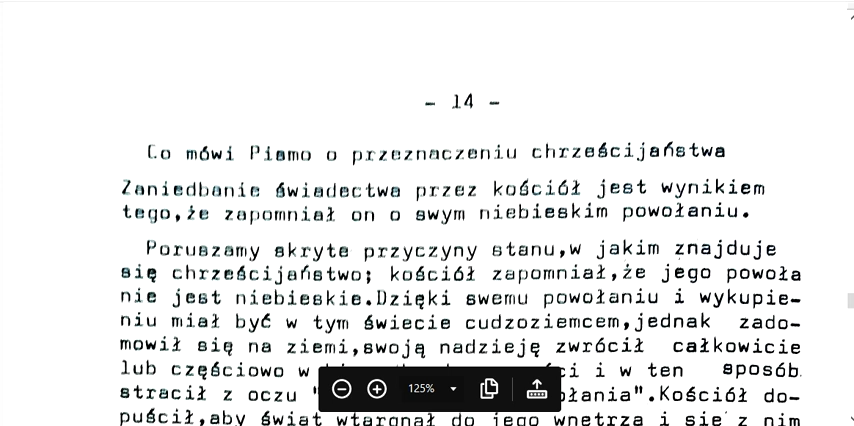 - 14 -
Co mówi Pismo o przeznaczeniu chrześcijaństwa
Zaniedbanie świadectwa przez kościół jest wynikiem
tego,że zapomniał on o swym niebieskim powołaniu.
Poruszamy skryte przyczyny stanu,w jakim znajduje
się chrześcijaństwo; kościół zapomniał,że jego powoła
nie jest niebieskie.Dzięki swemu powołaniu i wykupie-
niu miał być w tym świecie cudzoziemcem,jednak zado-
mowił się na ziemi,swoją nadzieję zwrócił całkowicie
lub częściowo w i w ten sposób
stracił z oczu ".Kościół do-
puścił,aby świat wtargnął do jego wnętrza i się z nim
125%